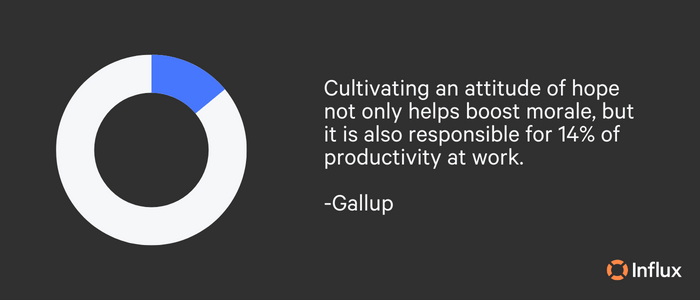 Cultivating an attitude of hope
not only helps boost morale, but
it is also responsible for 14% of
productivity at work.
-Gallup
Influx